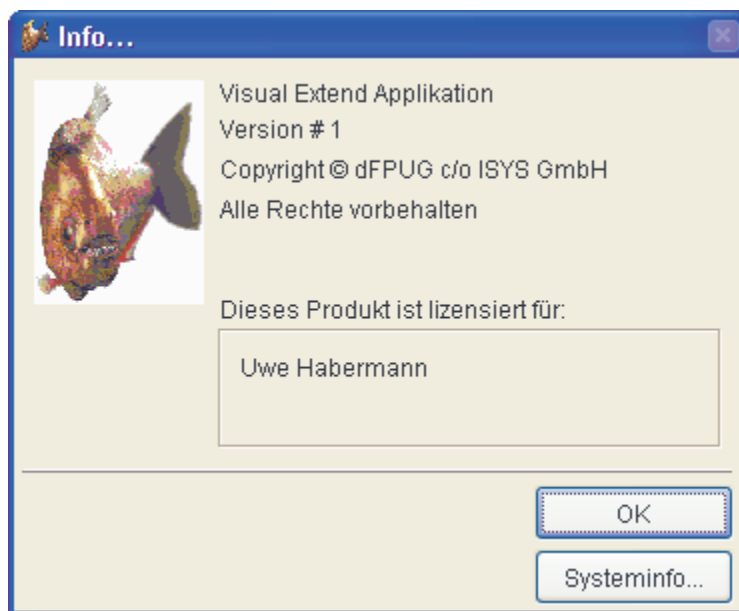 Info...
Visual Extend Applikation
Version # 1
Copyright © dFPUG c/o ISYS GmbH
Alle Rechte vorbehalten
Dieses Produkt ist lizensiert für:
Uwe Habermann
OK
Systeminfo...